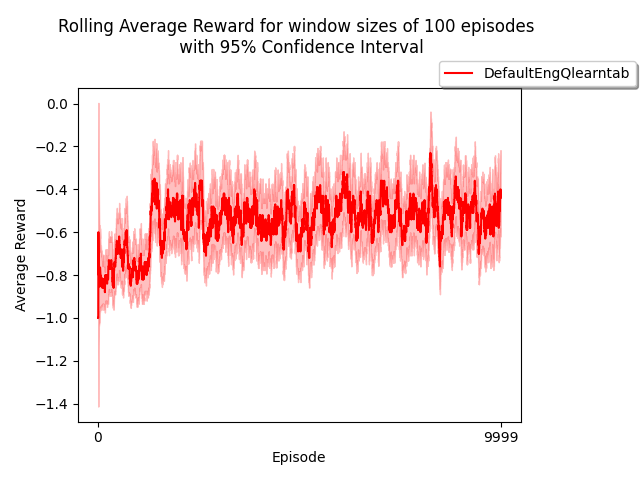 Rolling Average Reward for window sizes of 100 episodes
with 95% Confidence Interval
DefaultEngQlearntab
0.0
−0.2
−0.4
−0.6
−0.8
−1.0
−1.2
−1.4
Average Reward
0
9999
Episode